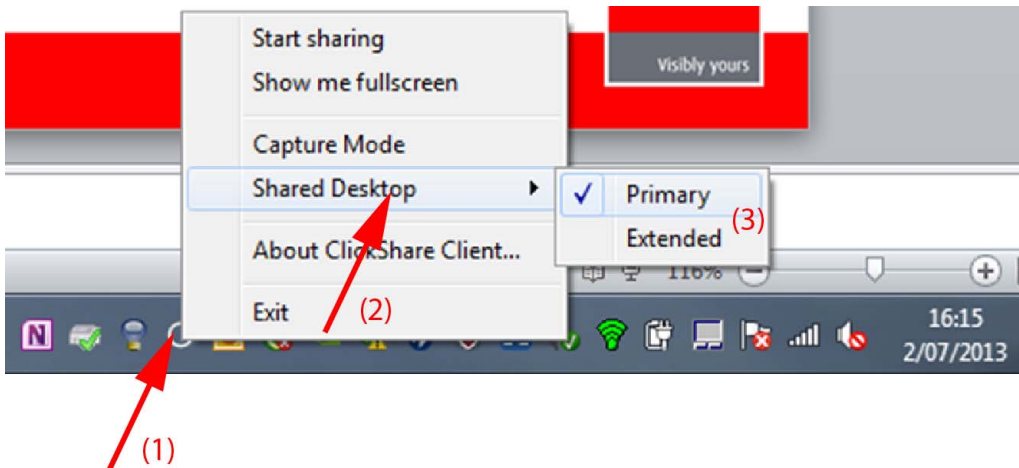 Visibly yours
Start sharing
Show me fullscreen
Capture Mode
Shared Desktop
Primary
(3)
Extended
About ClickShare Client...
116%
Exit
(2)
N
16:15
2/07/2013
(1)